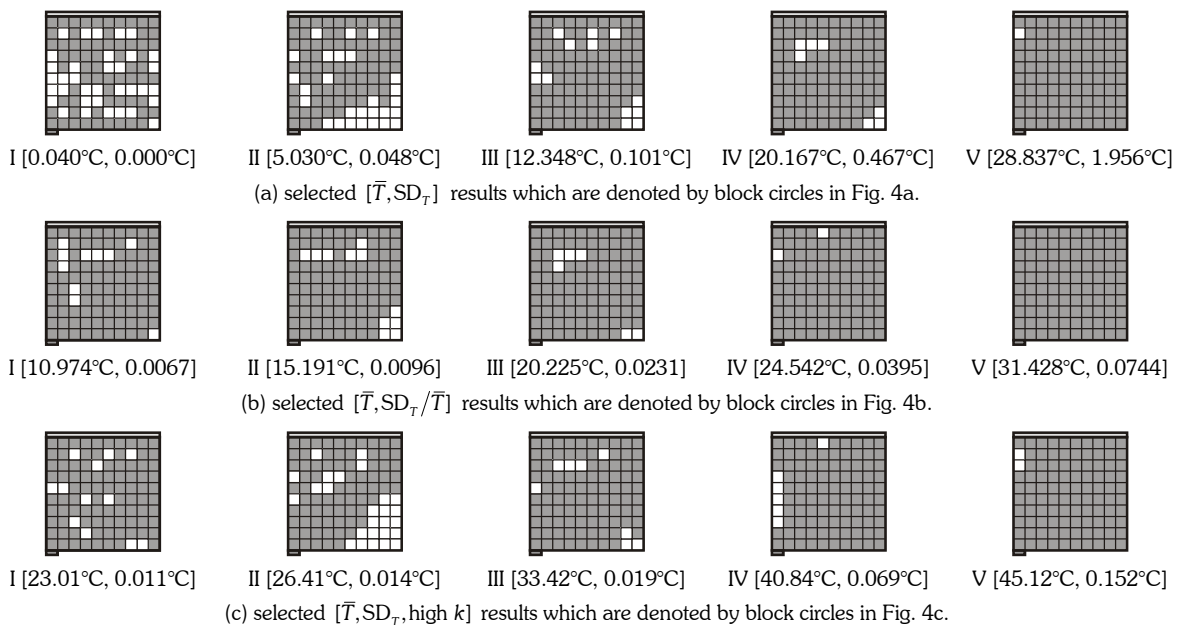 I [0.040°C, 0.000°C] II [5.030°C, 0.048°C] III [12.348°C, 0.101°C] IV [20.167°C, 0.467°C] V [28.837°C, 1.956°C]
(a) selected [T̄, SD_T] results which are denoted by block circles in Fig. 4a.
I [10.974°C, 0.0067] II [15.191°C, 0.0096] III [20.225°C, 0.0231] IV [24.542°C, 0.0395] V [31.428°C, 0.0744]
(b) selected [T̄, SD_T/T̄] results which are denoted by block circles in Fig. 4b.
I [23.01°C, 0.011°C] II [26.41°C, 0.014°C] III [33.42°C, 0.019°C] IV [40.84°C, 0.069°C] V [45.12°C, 0.152°C]
(c) selected [T̄, SD_T, high k] results which are denoted by block circles in Fig. 4c.